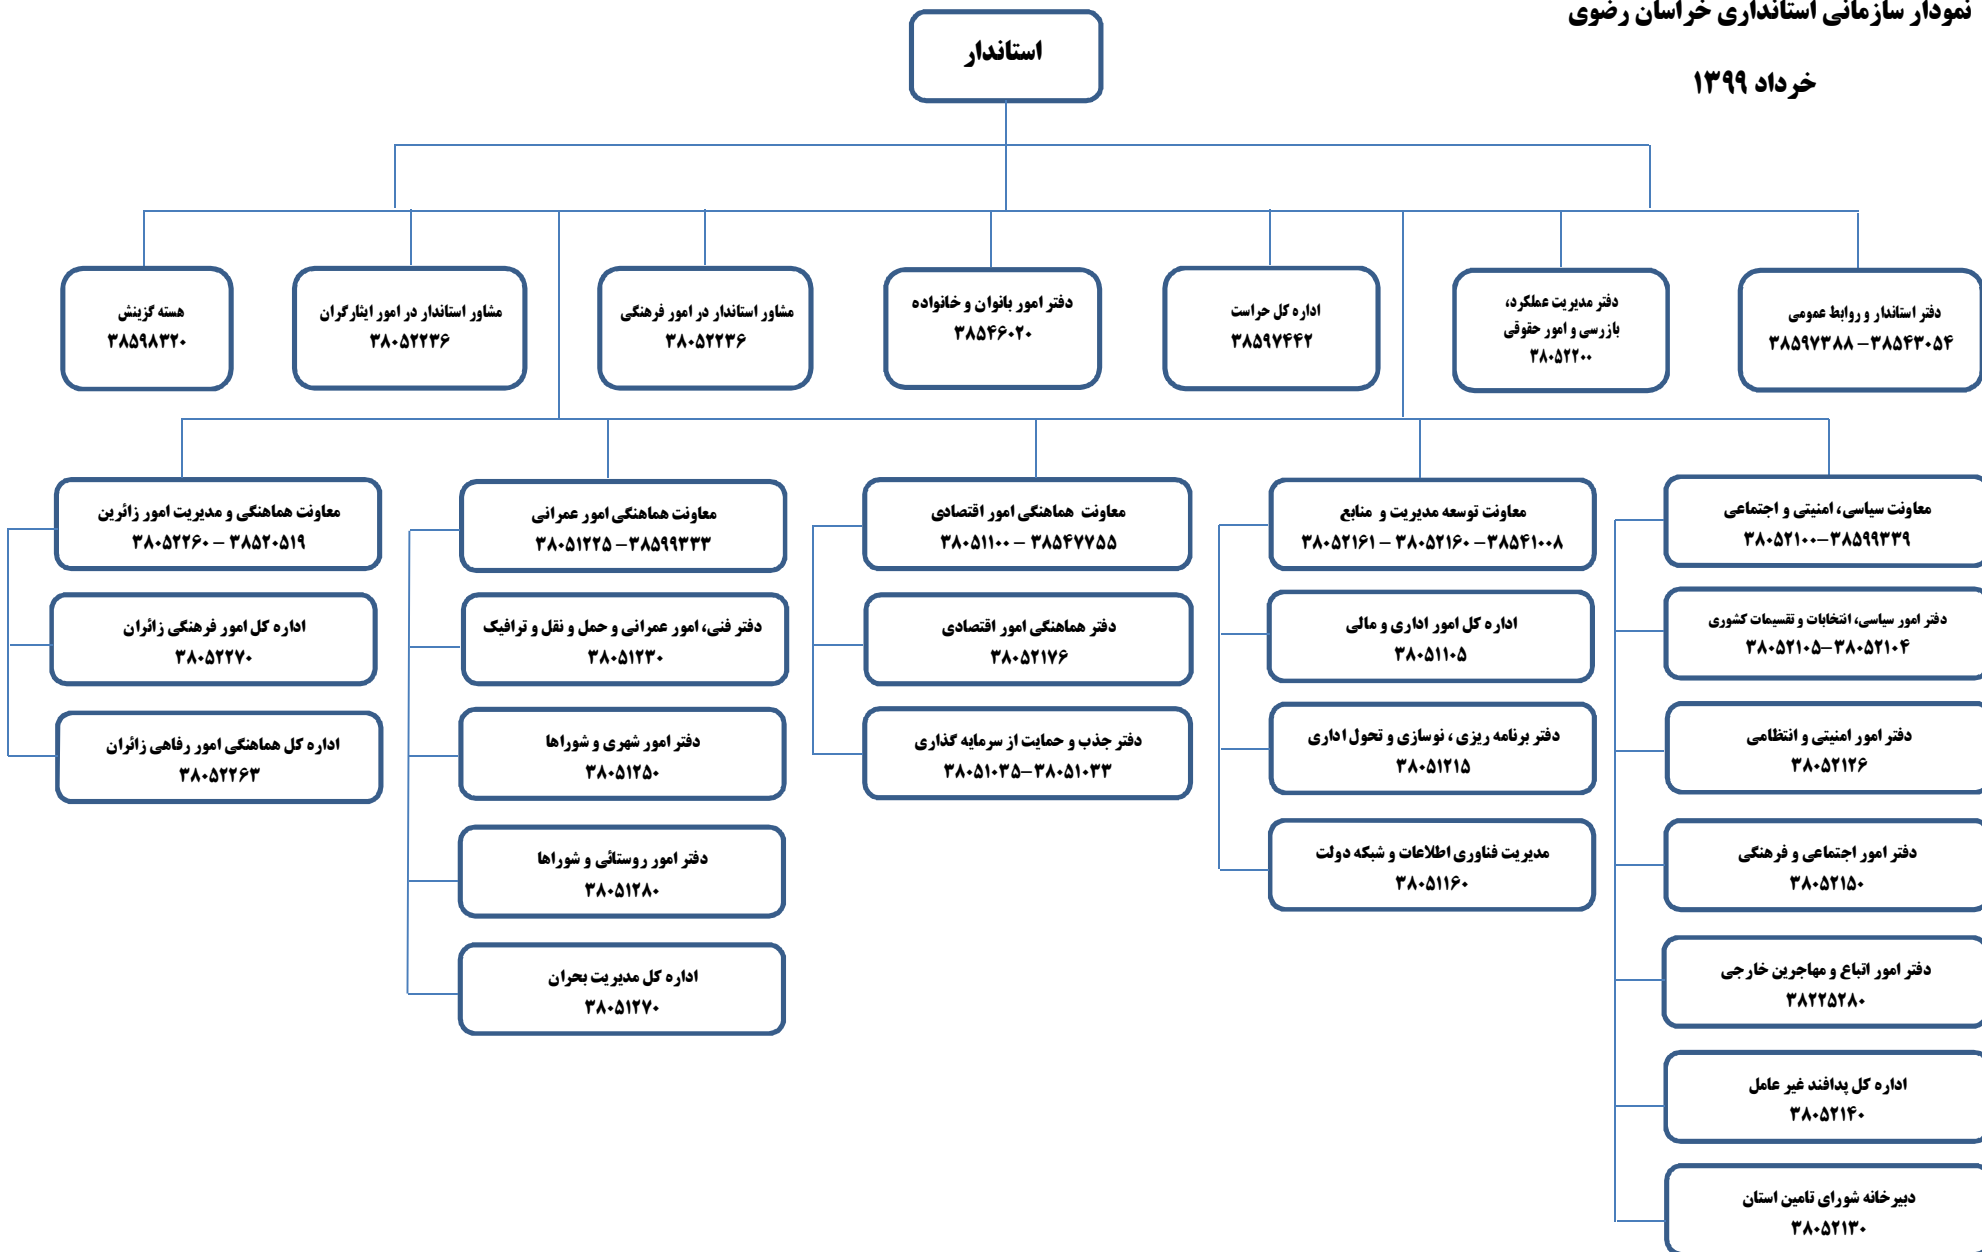 نمودار سازمانی استانداری خراسان رضوی
خرداد ۱۳۹۹
استاندار
دفتر استاندار و روابط عمومی
۳۸۵۹۷۳۸۸ – ۳۸۵۴۳۰۵۴
دفتر مدیریت عملکرد،
بازرسی و امور حقوقی
۳۸۰۵۲۲۰۰
اداره کل حراست
۳۸۵۹۷۴۴۲
دفتر امور بانوان و خانواده
۳۸۵۴۶۰۲۰
مشاور استاندار در امور فرهنگی
۳۸۰۵۲۲۳۶
مشاور استاندار در امور ایثارگران
۳۸۰۵۲۲۳۶
هسته گزینش
۳۸۵۹۸۳۲۰
معاونت سیاسی، امنیتی و اجتماعی
۳۸۰۵۲۱۰۰–۳۸۵۹۹۳۳۹
دفتر امور سیاسی، انتخابات و تقسیمات کشوری
۳۸۰۵۲۱۰۵–۳۸۰۵۲۱۰۴
دفتر امور امنیتی و انتظامی
۳۸۰۵۲۱۲۶
دفتر امور اجتماعی و فرهنگی
۳۸۰۵۲۱۵۰
دفتر امور اتباع و مهاجرین خارجی
۳۸۲۲۵۲۸۰
اداره کل پدافند غیر عامل
۳۸۰۵۲۱۴۰
دبیرخانه شورای تامین استان
۳۸۰۵۲۱۳۰
معاونت توسعه مدیریت و منابع
۳۸۰۵۲۱۶۱ – ۳۸۰۵۲۱۶۰ – ۳۸۵۴۱۰۰۸
اداره کل امور اداری و مالی
۳۸۰۵۱۱۰۵
دفتر برنامه ریزی ، نوسازی و تحول اداری
۳۸۰۵۱۲۱۵
مدیریت فناوری اطلاعات و شبکه دولت
۳۸۰۵۱۱۶۰
معاونت هماهنگی امور اقتصادی
۳۸۰۵۱۱۰۰ – ۳۸۵۴۷۷۵۵
دفتر هماهنگی امور اقتصادی
۳۸۰۵۲۱۷۶
دفتر جذب و حمایت از سرمایه گذاری
۳۸۰۵۱۰۳۵–۳۸۰۵۱۰۳۳
معاونت هماهنگی امور عمرانی
۳۸۰۵۱۲۲۵ – ۳۸۵۹۹۳۳۳
دفتر فنی، امور عمرانی و حمل و نقل و ترافیک
۳۸۰۵۱۲۳۰
دفتر امور شهری و شوراها
۳۸۰۵۱۲۵۰
دفتر امور روستائی و شوراها
۳۸۰۵۱۲۸۰
اداره کل مدیریت بحران
۳۸۰۵۱۲۷۰
معاونت هماهنگی و مدیریت امور زائرین
۳۸۰۵۲۲۶۰ – ۳۸۵۲۰۵۱۹
اداره کل امور فرهنگی زائران
۳۸۰۵۲۲۷۰
اداره کل هماهنگی امور رفاهی زائران
۳۸۰۵۲۲۶۳